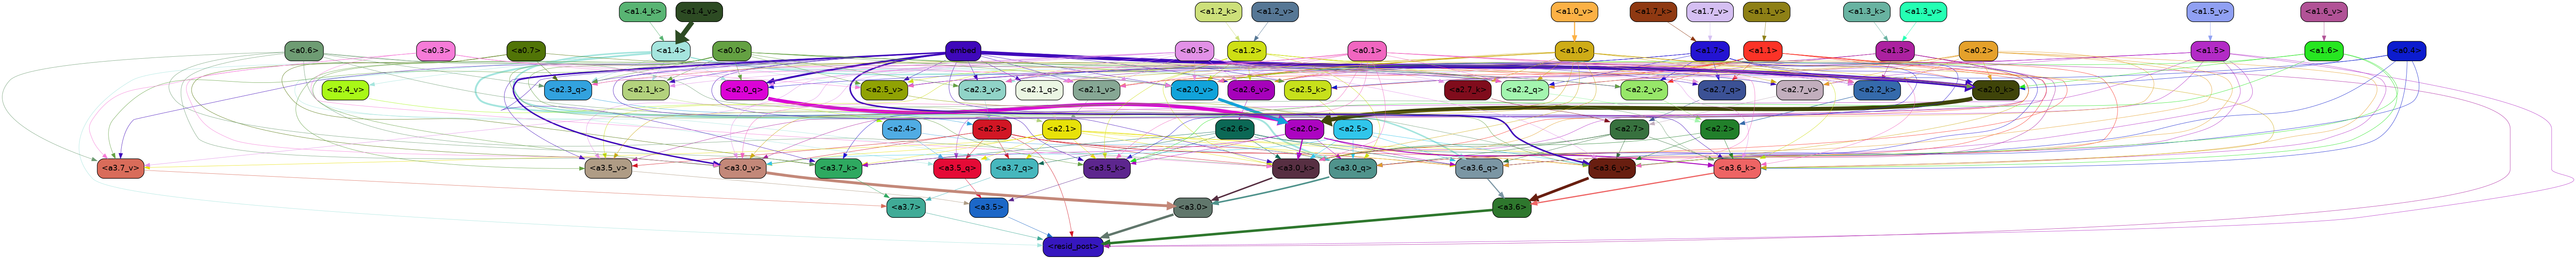 <a1.4_k> <a1.4_v> <a1.2_k> <a1.2_v> <a1.0_v> <a1.7_k> <a1.7_v> <a1.1_v> <a1.3_k> <a1.3_v> <a1.5_v> <a1.6_v>
<a0.6> <a0.3> <a0.7> <a1.4> <a0.0> embed <a0.5> <a1.2> <a0.1> <a1.0> <a1.7> <a1.1> <a1.3> <a0.2> <a1.5> <a1.6> <a0.4>
<a2.4_v> <a2.3_q> <a2.1_k> <a2.0_q> <a2.5_v> <a2.3_v> <a2.1_q> <a2.1_v> <a2.0_v> <a2.6_v> <a2.5_k> <a2.7_k> <a2.2_q> <a2.2_v> <a2.7_q> <a2.7_v> <a2.2_k> <a2.0_k>
<a2.4> <a2.3> <a2.1> <a2.6> <a2.0> <a2.5> <a2.7> <a2.2>
<a3.7_v> <a3.5_v> <a3.0_v> <a3.7_k> <a3.5_q> <a3.7_q> <a3.5_k> <a3.0_k> <a3.0_q> <a3.6_q> <a3.6_v> <a3.6_k>
<a3.7> <a3.5> <a3.0> <a3.6>
<resid_post>